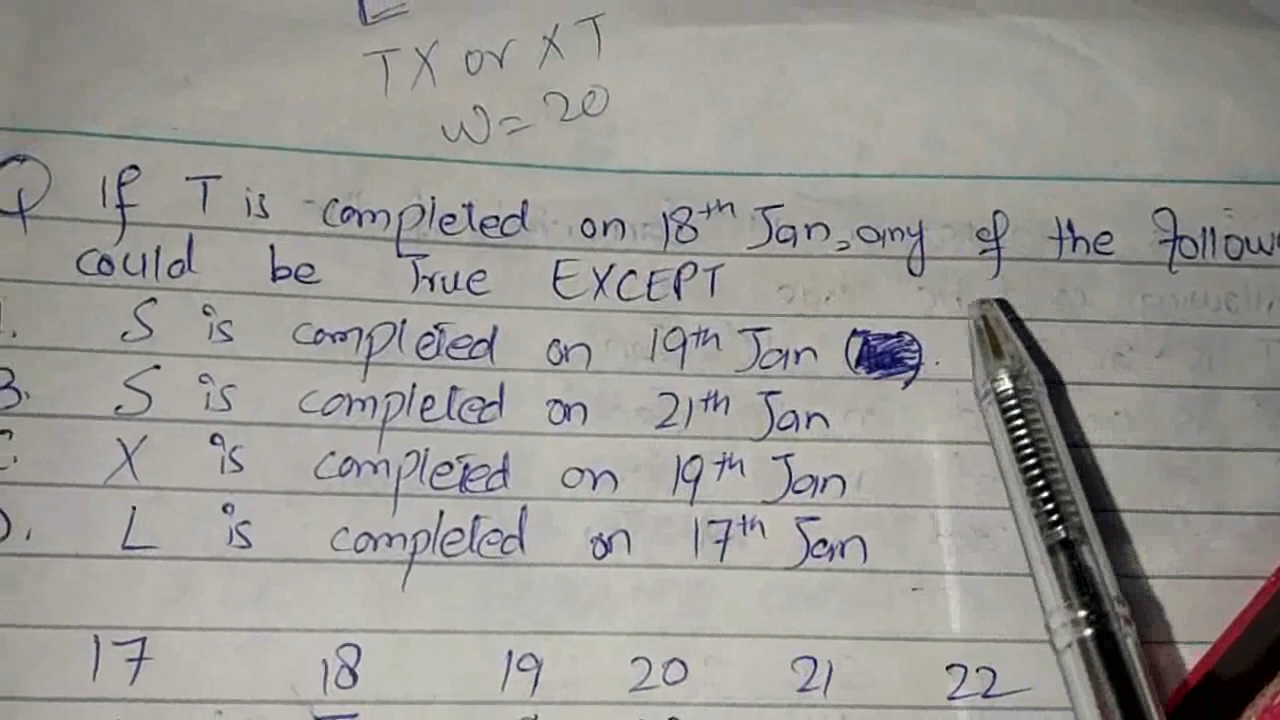 TX or XT
W = 20
Q If T is completed on 18th Jan, any of the follow
could be True EXCEPT
S is completed on 19th Jan
B. S is completed on 21th Jan
X is completed on 19th Jan
D. L is completed on 17th Jan
17 18 19 20 21 22